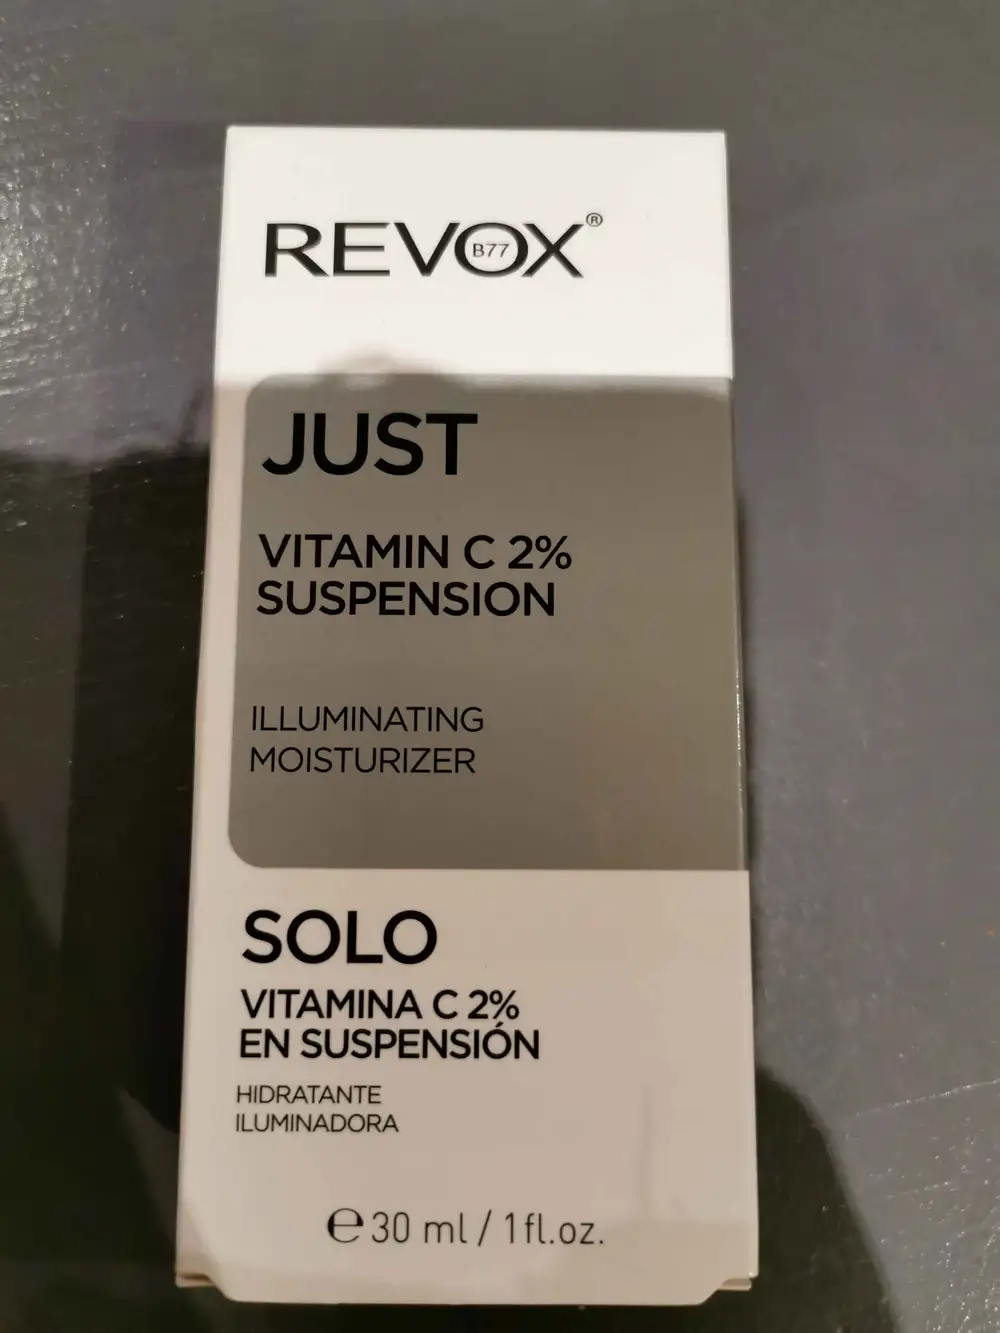 REVOX®
B77
JUST
VITAMIN C 2%
SUSPENSION
ILLUMINATING
MOISTURIZER
SOLO
VITAMINA C 2%
EN SUSPENSIÓN
HIDRATANTE
ILUMINADORA
℮ 30 ml / 1 fl.oz.